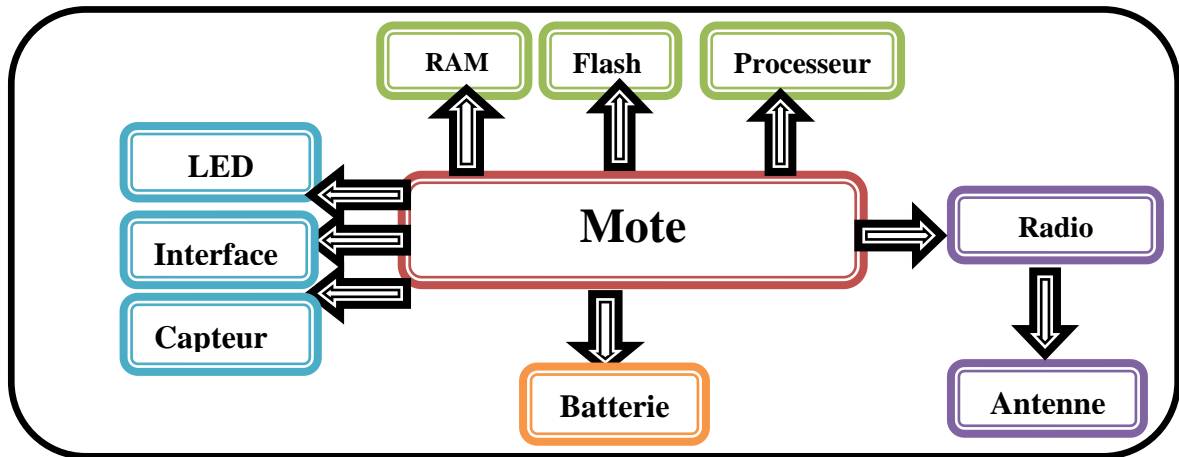 RAM
Flash
Processeur
LED
Mote
Radio
Interface
Capteur
Batterie
Antenne